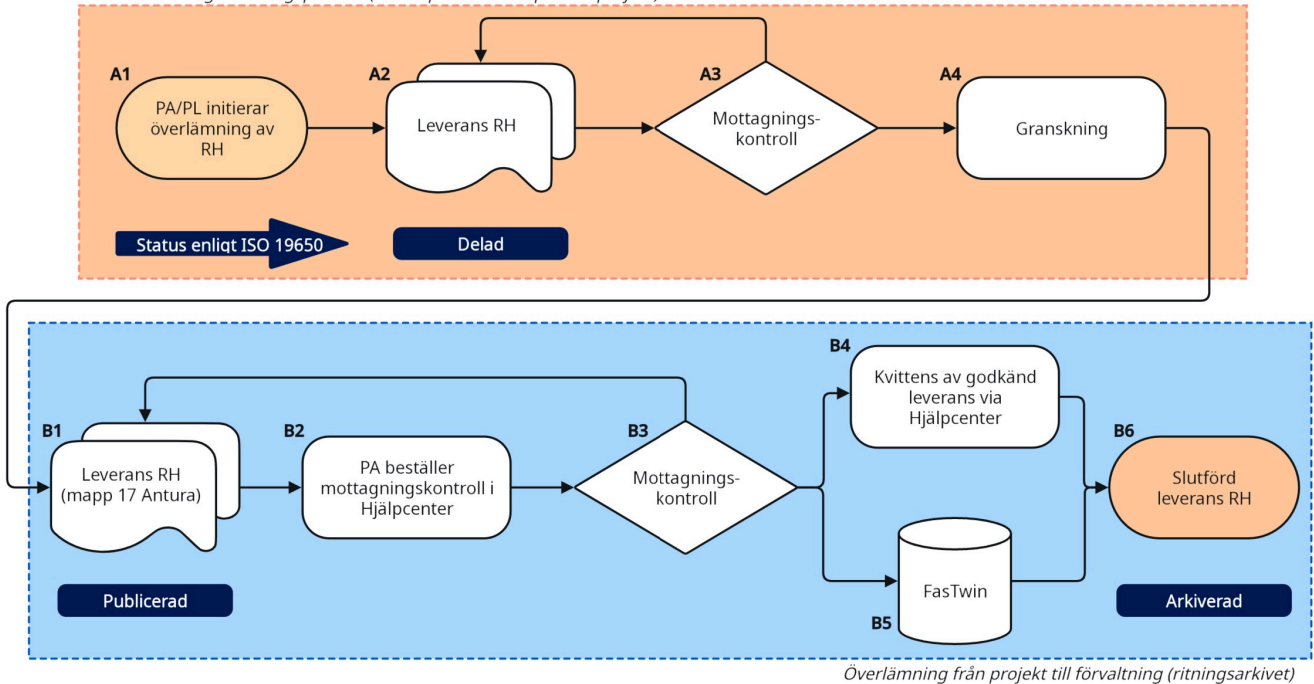 A1
PA/PL initierar
överlämning av
RH
A2
Leverans RH
A3
Mottagnings-
kontroll
A4
Granskning
Status enligt ISO 19650
Delad
B1
Leverans RH
(mapp 17 Antura)
B2
PA beställer
mottagningskontroll i
Hjälpcenter
B3
Mottagnings-
kontroll
B4
Kvittens av godkänd
leverans via
Hjälpcenter
B5
FasTwin
B6
Slutförd
leverans RH
Publicerad
Arkiverad
Överlämning från projekt till förvaltning (ritningsarkivet)